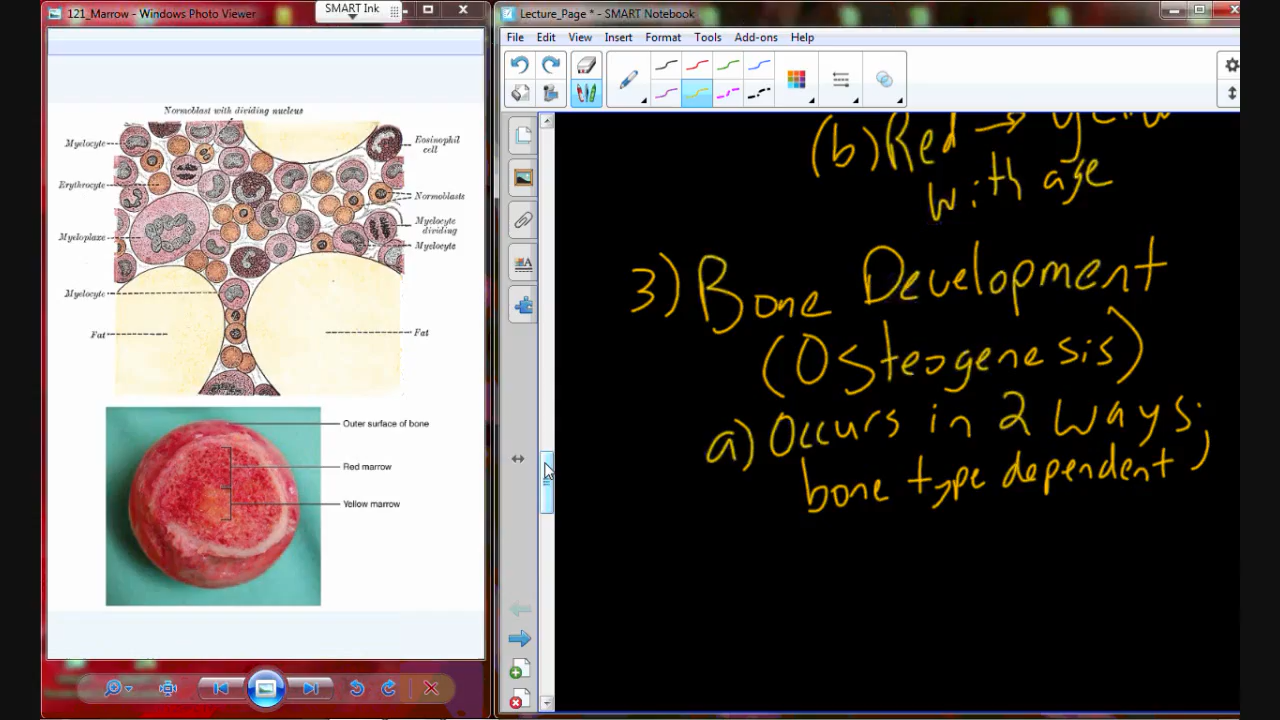 121_Marrow - Windows Photo Viewer
SMART Ink
Normoblast with dividing nucleus
Myelocyte
Eosinophil
cell
Erythrocyte
Normoblasts
Myelocyte
dividing
Myeloplaxe
Myelocyte
Myelocyte
Fat
Fat
Outer surface of bone
Red marrow
Yellow marrow
Lecture_Page * - SMART Notebook
File Edit View Insert Format Tools Add-ons Help
(b) Red → yellow
with age
3) Bone Development
(Osteogenesis)
a) Occurs in 2 ways;
bone type dependent